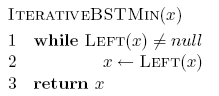 ITERATIVEBSTMIN(x)
1 while LEFT(x) ≠ null
2 x ← LEFT(x)
3 return x